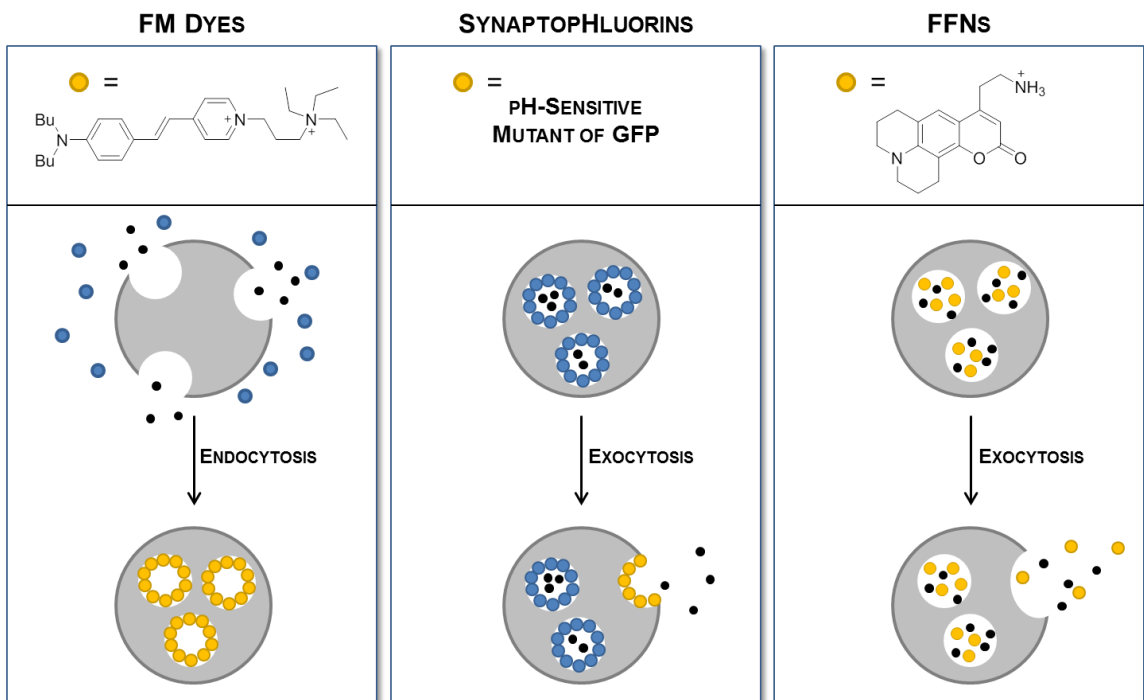 FM DYES
SYNAPTOPHLUORINS
FFNS
=
=
=
Bu
N
Bu
+
N
N
+
PH-SENSITIVE
MUTANT OF GFP
+
NH3
N
O
O
ENDOCYTOSIS
EXOCYTOSIS
EXOCYTOSIS